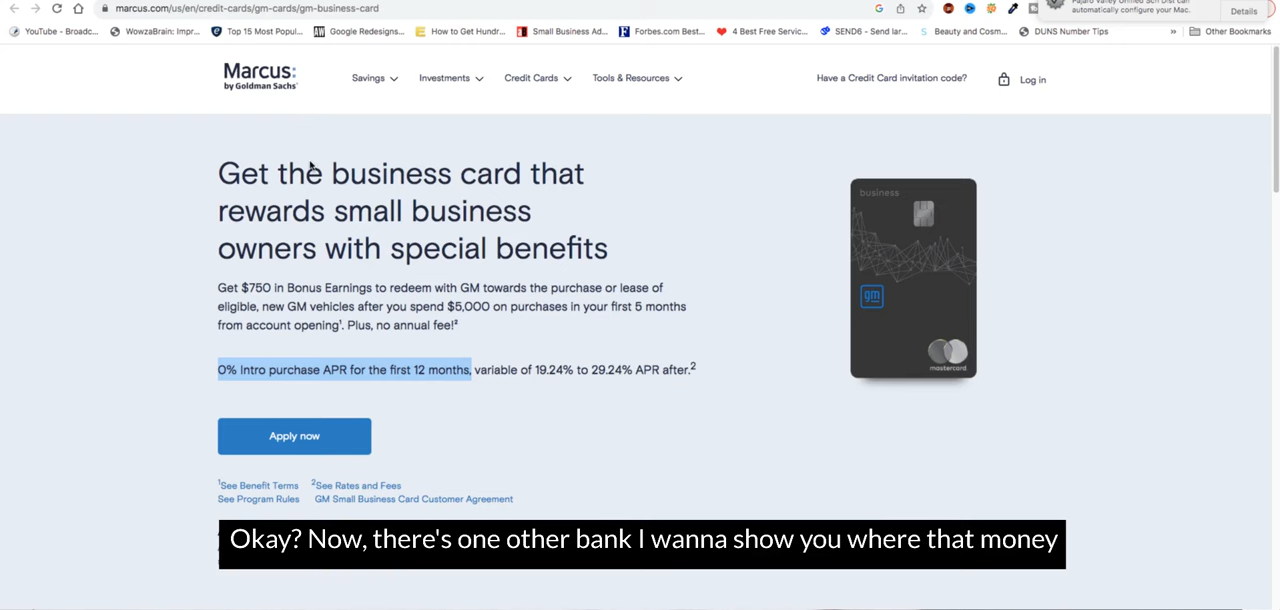 marcus.com/us/en/credit-cards/gm-cards/gm-business-card
automatically configure your Mac.
Details
YouTube - Broadc...
WowzaBrain: Impr...
Top 15 Most Popul...
Google Redesigns...
How to Get Hundr...
Small Business Ad...
Forbes.com Best...
4 Best Free Servic...
SEND6 - Send lar...
Beauty and Cosm...
DUNS Number Tips
»
Other Bookmarks
Marcus:
by Goldman Sachs®
Savings
Investments
Credit Cards
Tools & Resources
Have a Credit Card invitation code?
Log in
Get the business card that
rewards small business
owners with special benefits
Get $750 in Bonus Earnings to redeem with GM towards the purchase or lease of
eligible, new GM vehicles after you spend $5,000 on purchases in your first 5 months
from account opening¹. Plus, no annual fee!²
0% Intro purchase APR for the first 12 months, variable of 19.24% to 29.24% APR after.²
Apply now
¹See Benefit Terms ²See Rates and Fees
See Program Rules GM Small Business Card Customer Agreement
business
gm
mastercard
Okay? Now, there's one other bank I wanna show you where that money